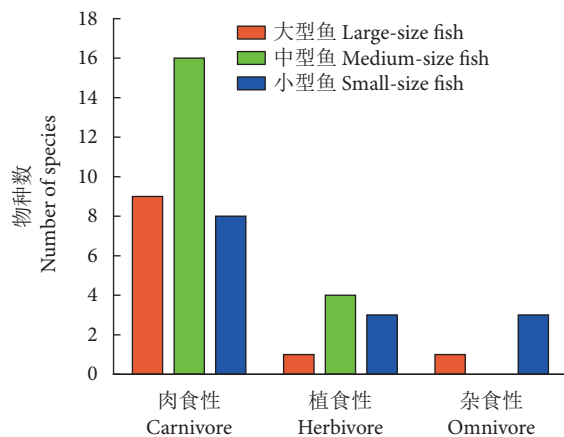 18
16
14
12
10
8
6
4
2
0
物种数
Number of species
大型鱼 Large-size fish
中型鱼 Medium-size fish
小型鱼 Small-size fish
肉食性
Carnivore
植食性
Herbivore
杂食性
Omnivore